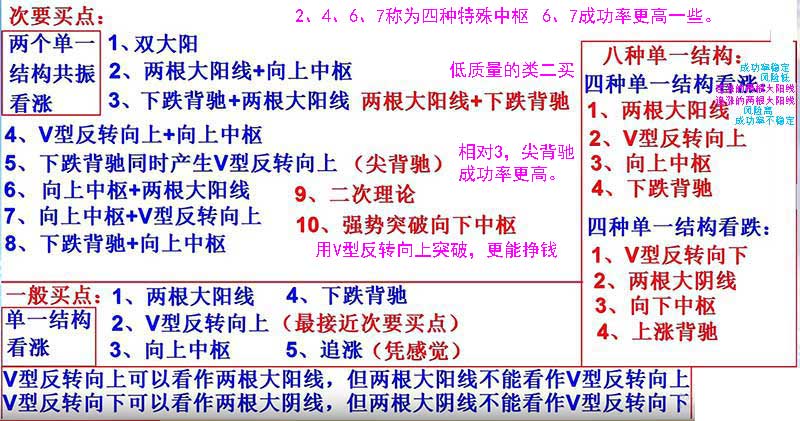 次要买点：
2、4、6、7称为四种特殊中枢 6、7成功率更高一些。
两个单一
结构共振
看涨
1、双大阳
2、两根大阳线+向上中枢
低质量的类二买
3、下跌背驰+两根大阳线 两根大阳线+下跌背驰
4、V型反转向上+向上中枢
5、下跌背驰同时产生V型反转向上（尖背驰）
相对3，尖背驰
成功率更高。
6、向上中枢+两根大阳线
7、向上中枢+V型反转向上
8、下跌背驰+向上中枢
9、二次理论
10、强势突破向下中枢
用V型反转向上突破，更能挣钱
八种单一结构：
四种单一结构看涨
成功率稳定
风险低
追涨的两根大阳线
风险高
成功率不稳定
1、两根大阳线
2、V型反转向上
3、向上中枢
4、下跌背驰
四种单一结构看跌：
1、V型反转向下
2、两根大阴线
3、向下中枢
4、上涨背驰
一般买点：
单一结构
看涨
1、两根大阳线
2、V型反转向上（最接近次要买点）
3、向上中枢
4、下跌背驰
5、追涨（凭感觉）
V型反转向上可以看作两根大阳线，但两根大阳线不能看作V型反转向上
V型反转向下可以看作两根大阴线，但两根大阴线不能看作V型反转向下